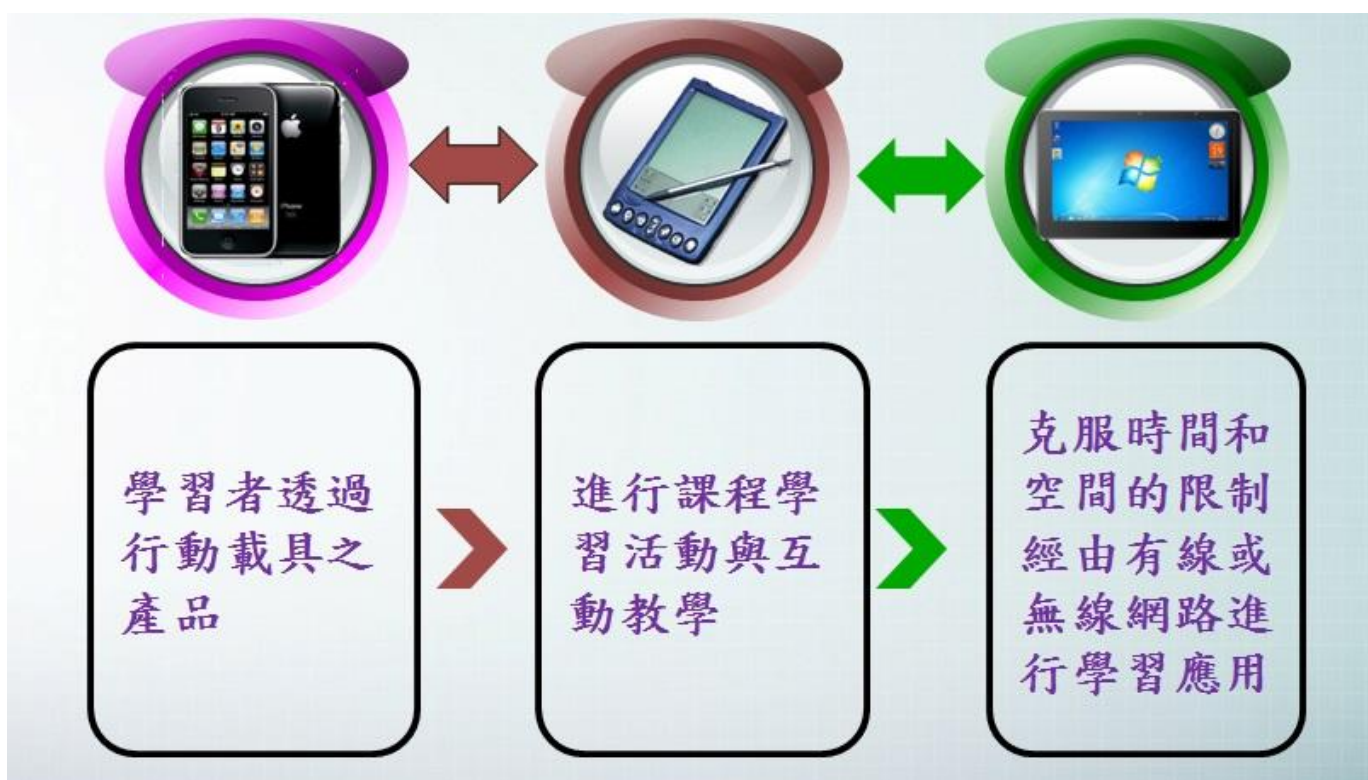 學習者透過
行動載具之
產品
進行課程學
習活動與互
動教學
克服時間和
空間的限制
經由有線或
無線網路進
行學習應用